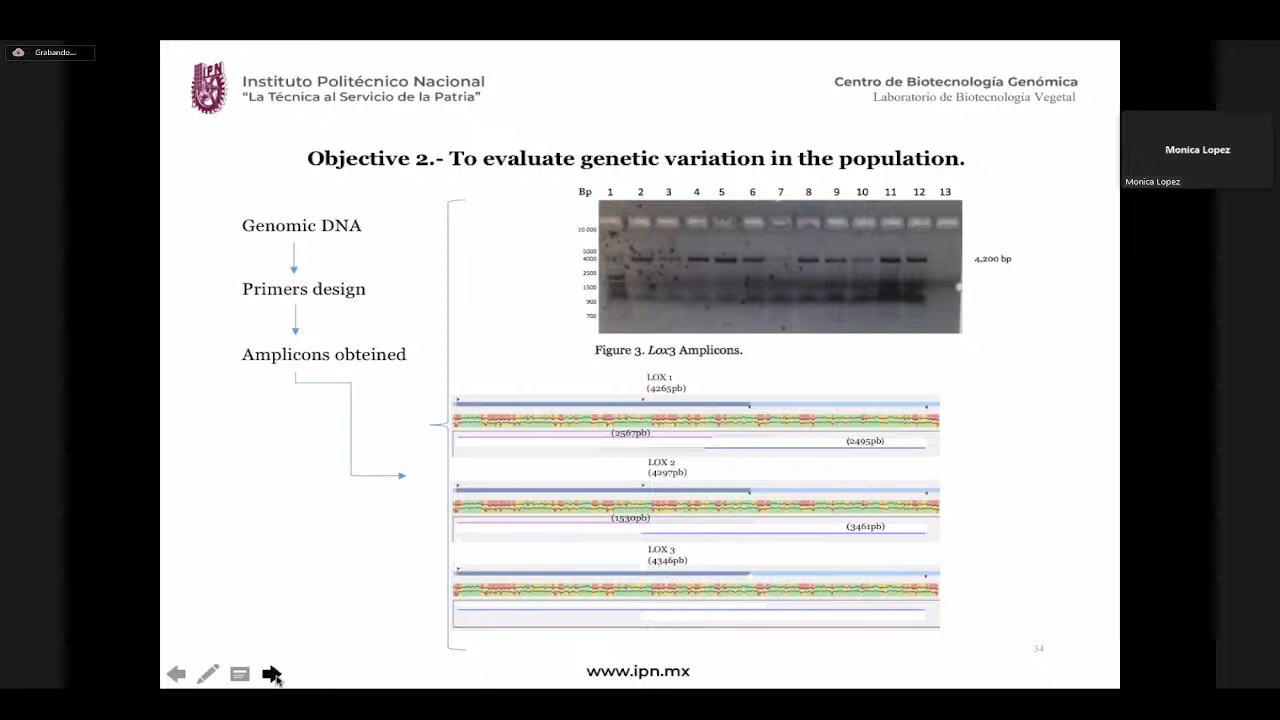 Grabando...
Instituto Politécnico Nacional
"La Técnica al Servicio de la Patria"
Centro de Biotecnología Genómica
Laboratorio de Biotecnología Vegetal
Monica Lopez
Monica Lopez
Objective 2.- To evaluate genetic variation in the population.
Genomic DNA
Primers design
Amplicons obteined
Bp 1 2 3 4 5 6 7 8 9 10 11 12 13
10 000
5000
4000
2500
1500
900
700
4,200 bp
Figure 3. Lox3 Amplicons.
LOX 1
(4265pb)
(2567pb)
(2495pb)
LOX 2
(4297pb)
(1530pb)
(3461pb)
LOX 3
(4346pb)
34
www.ipn.mx
IPN